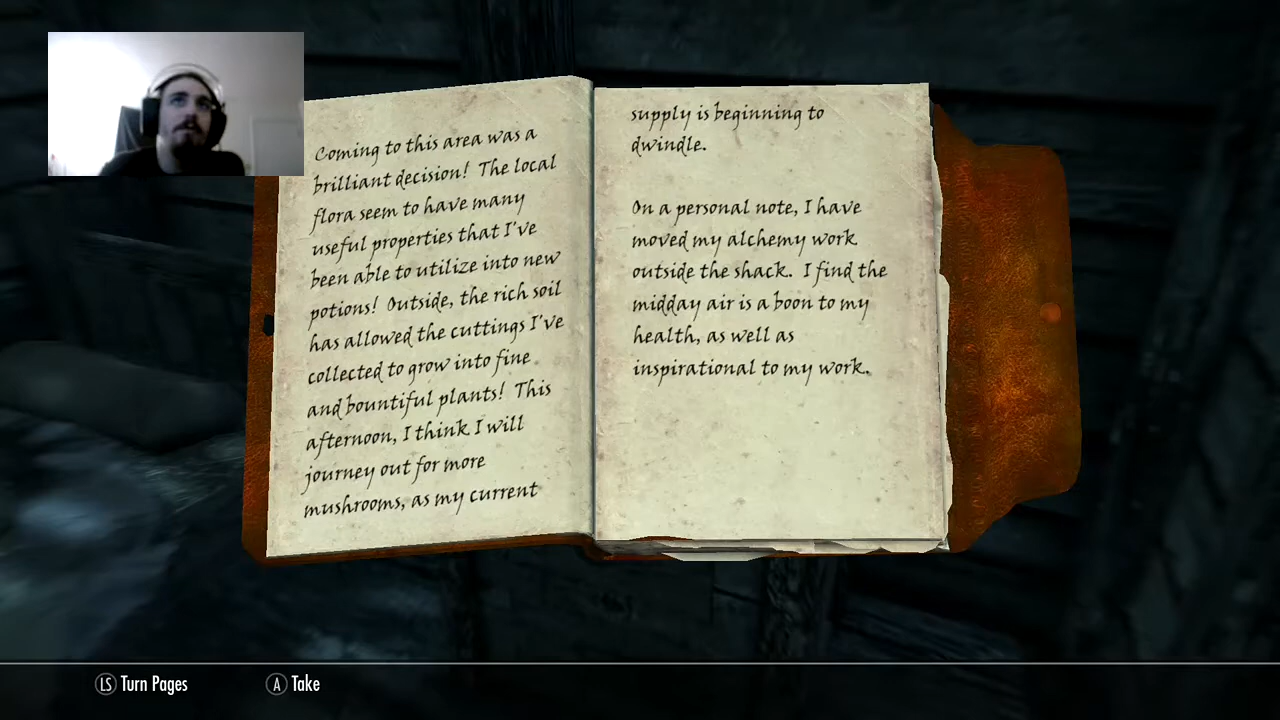 Coming to this area was a
brilliant decision! The local
flora seem to have many
useful properties that I've
been able to utilize into new
potions! Outside, the rich soil
has allowed the cuttings I've
collected to grow into fine
and bountiful plants! This
afternoon, I think I will
journey out for more
mushrooms, as my current
supply is beginning to
dwindle.
On a personal note, I have
moved my alchemy work
outside the shack. I find the
midday air is a boon to my
health, as well as
inspirational to my work.
LS Turn Pages
A Take